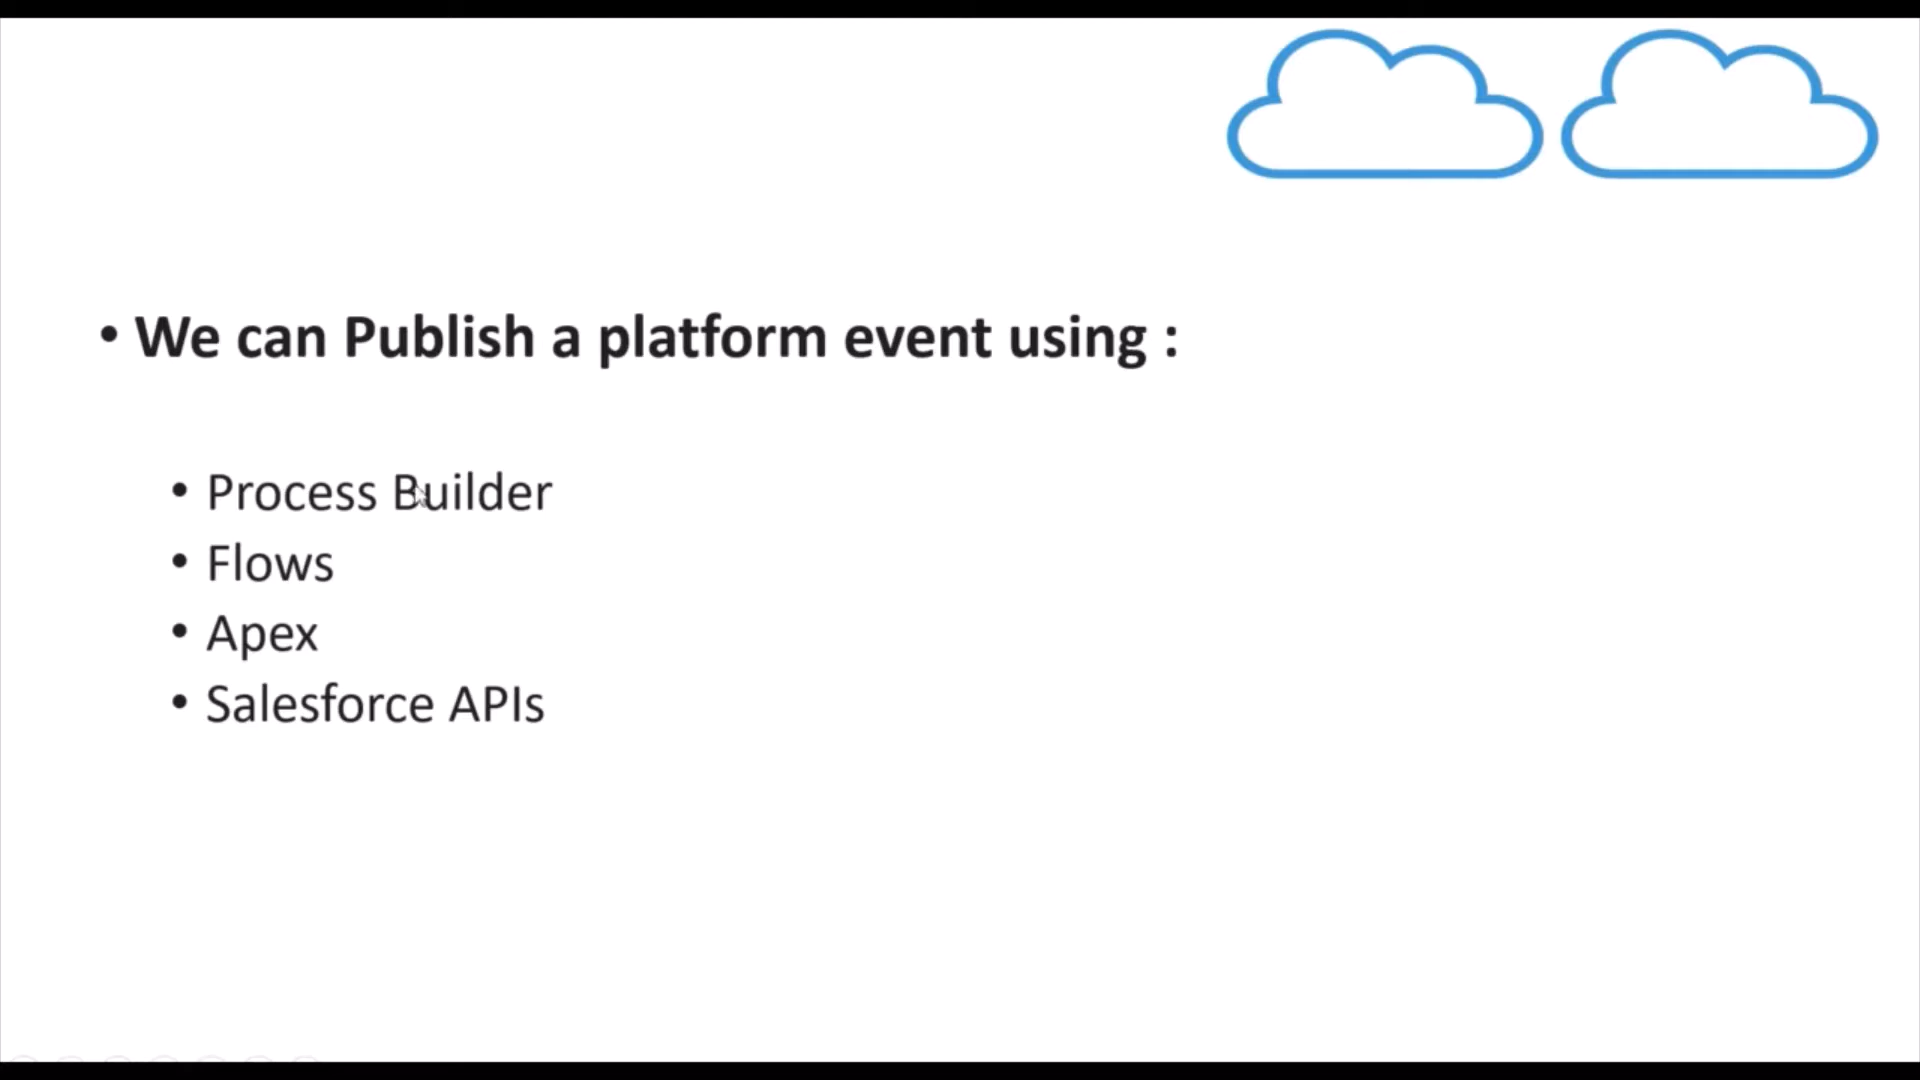 • We can Publish a platform event using :
• Process Builder
• Flows
• Apex
• Salesforce APIs